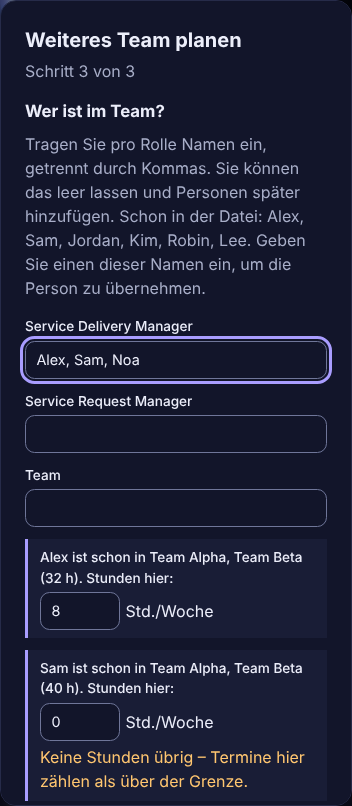 Weiteres Team planen
Schritt 3 von 3
Wer ist im Team?
Tragen Sie pro Rolle Namen ein,
getrennt durch Kommas. Sie können
das leer lassen und Personen später
hinzufügen. Schon in der Datei: Alex,
Sam, Jordan, Kim, Robin, Lee. Geben
Sie einen dieser Namen ein, um die
Person zu übernehmen.
Service Delivery Manager
Alex, Sam, Noa
Service Request Manager
Team
Alex ist schon in Team Alpha, Team Beta
(32 h). Stunden hier:
8 Std./Woche
Sam ist schon in Team Alpha, Team Beta
(40 h). Stunden hier:
0 Std./Woche
Keine Stunden übrig – Termine hier
zählen als über der Grenze.